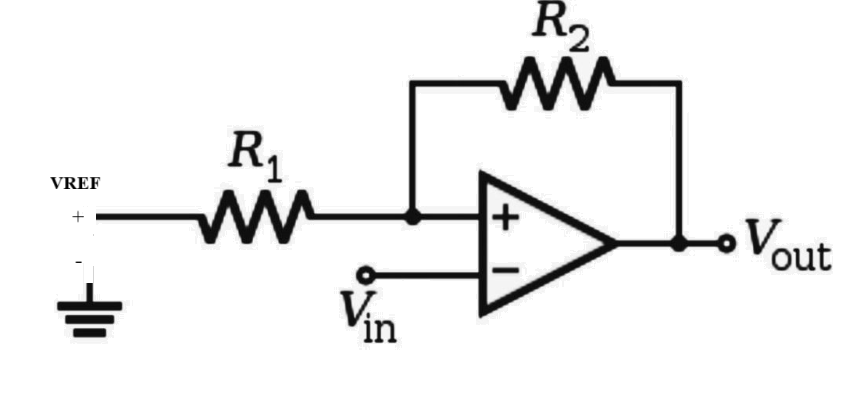 R2
R1
VREF
+
-
+
−
Vin
Vout